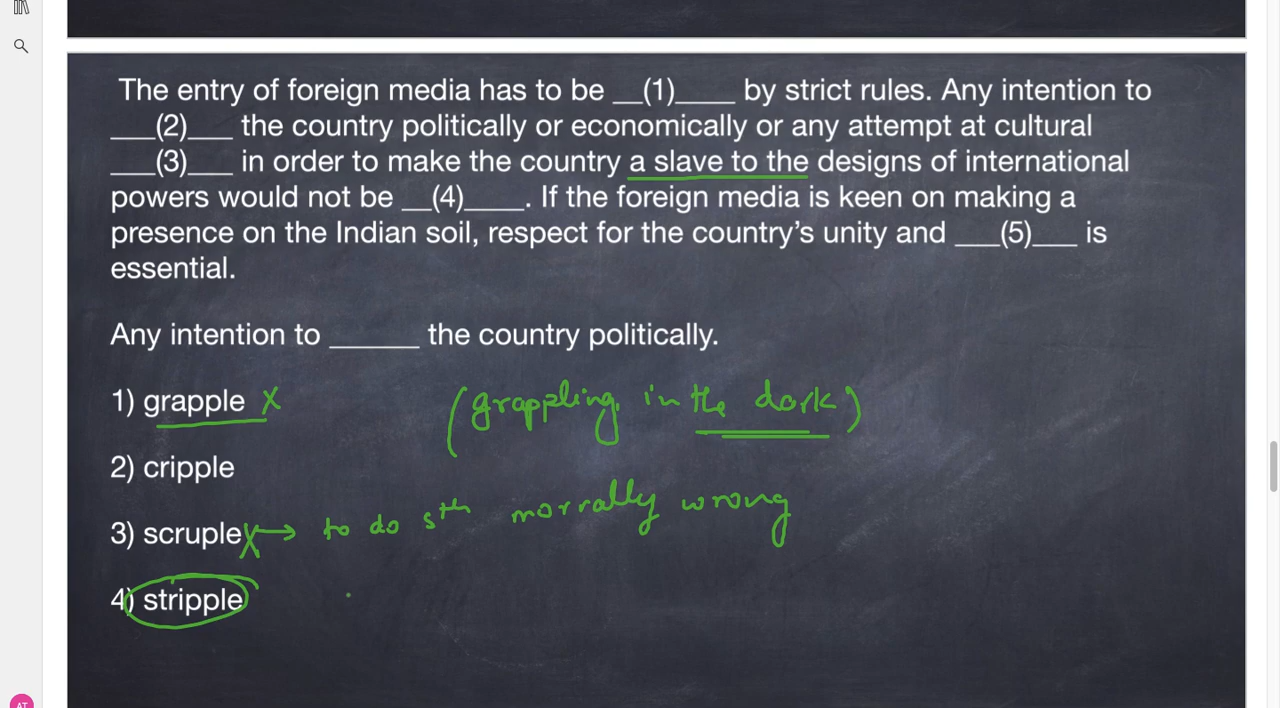 The entry of foreign media has to be __(1)____ by strict rules. Any intention to
___(2)___ the country politically or economically or any attempt at cultural
___(3)___ in order to make the country a slave to the designs of international
powers would not be __(4)____. If the foreign media is keen on making a
presence on the Indian soil, respect for the country's unity and ___(5)___ is
essential.
Any intention to ______ the country politically.
1) grapple X (grappling in the dark)
2) cripple
3) scruple X → to do sth morrally wrong
4) stripple
AT